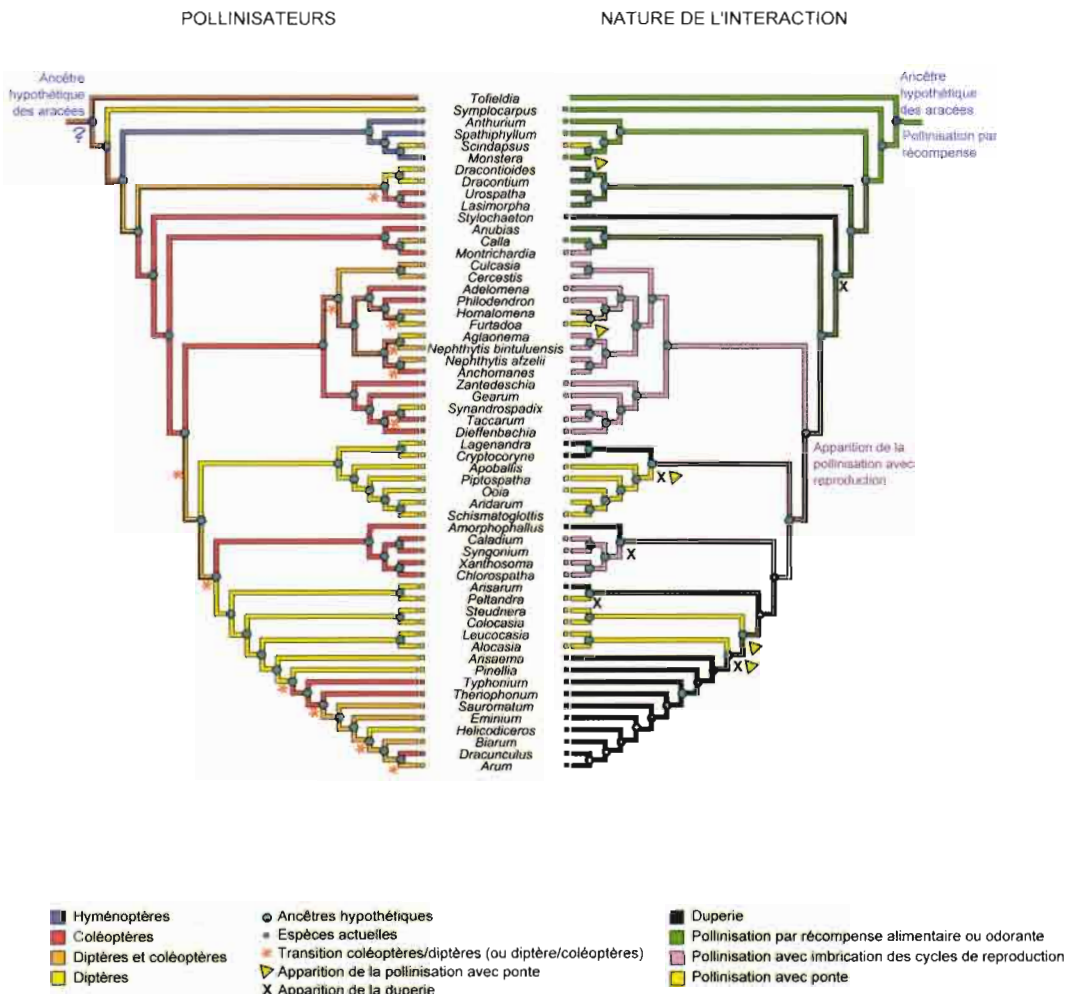 POLLINISATEURS
NATURE DE L'INTERACTION
Ancêtre
hypothétique
des aracées
?
Ancêtre
hypothétique
des aracées
Pollinisation par
récompense
Tofieldia
Symplocarpus
Anthurium
Spathiphyllum
Scindapsus
Monstera
Dracontioides
Dracontium
Urospatha
Lasimorpha
Stylochaeton
Anubias
Calla
Montrichardia
Culcasia
Cercestis
Adelomena
Philodendron
Homalomena
Furtadoa
Aglaonema
Nephthytis bintuluensis
Nephthytis afzelii
Anchomanes
Zantedeschia
Gearum
Synandrospadix
Taccarum
Dieffenbachia
Lagenandra
Cryptocoryne
Apoballis
Piptospatha
Ooia
Aridarum
Schismatoglottis
Amorphophallus
Caladium
Syngonium
Xanthosoma
Chlorospatha
Arisarum
Peltandra
Steudnera
Colocasia
Leucocasia
Alocasia
Arisaema
Pinellia
Typhonium
Theriophonum
Sauromatum
Eminium
Helicodiceros
Biarum
Dracunculus
Arum
X
Apparition de la
pollinisation avec
reproduction
X
X
X
X
Hyménoptères
Coléoptères
Diptères et coléoptères
Diptères
Ancêtres hypothétiques
Espèces actuelles
Transition coléoptères/diptères (ou diptère/coléoptères)
Apparition de la pollinisation avec ponte
X Apparition de la duperie
Duperie
Pollinisation par récompense alimentaire ou odorante
Pollinisation avec imbrication des cycles de reproduction
Pollinisation avec ponte